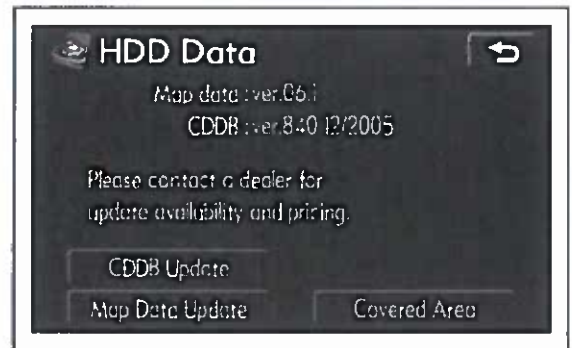 HDD Data
Map data : ver.06.1
CDDB : ver.840 12/2005
Please contact a dealer for
update availability and pricing.
CDDB Update
Map Data Update
Covered Area